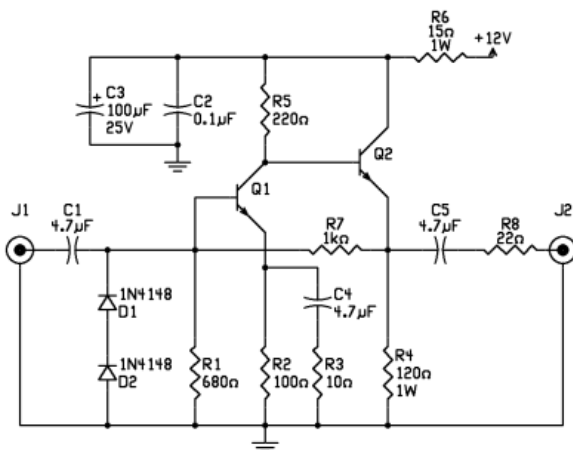 R6
15Ω
1W
+12V
+
C3
100µF
25V
C2
0.1µF
R5
220Ω
Q2
Q1
J1
C1
4.7µF
R7
1kΩ
C5
4.7µF
R8
22Ω
J2
1N4148
D1
C4
4.7µF
1N4148
D2
R1
680Ω
R2
100Ω
R3
10Ω
R4
120Ω
1W